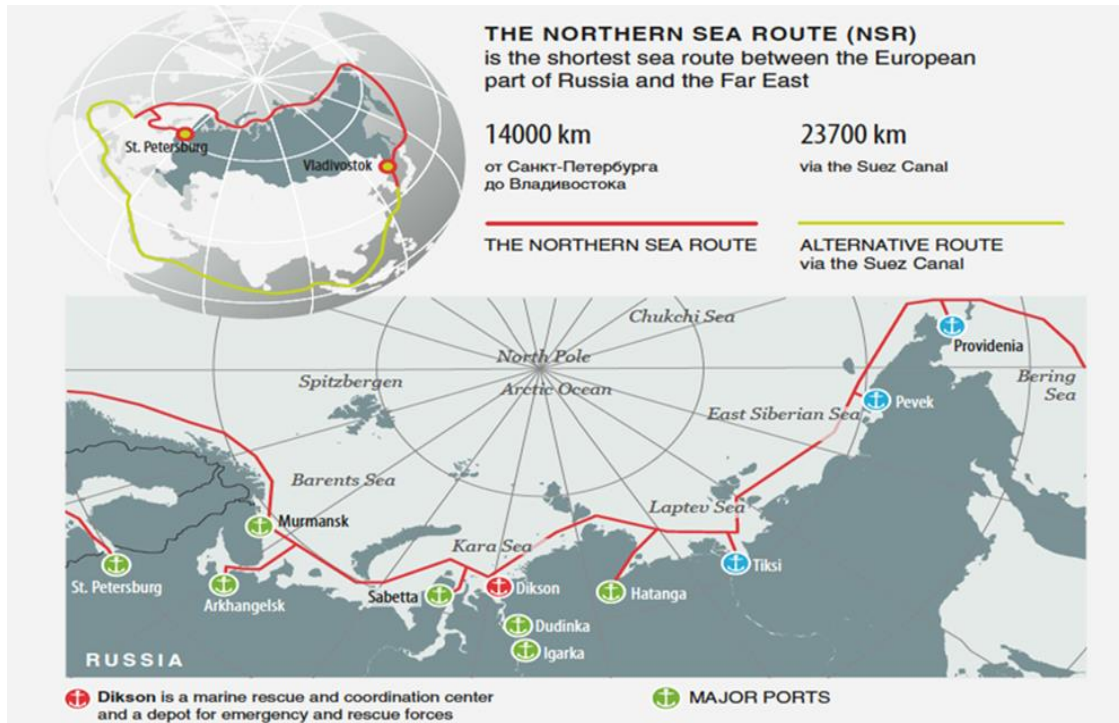 THE NORTHERN SEA ROUTE (NSR)
is the shortest sea route between the European
part of Russia and the Far East
14000 km
от Санкт-Петербурга
до Владивостока
23700 km
via the Suez Canal
THE NORTHERN SEA ROUTE
ALTERNATIVE ROUTE
via the Suez Canal
St. Petersburg
Vladivostok
Chukchi Sea
North Pole
Arctic Ocean
Spitzbergen
Providenia
Bering
Sea
Pevek
East Siberian Sea
Barents Sea
Laptev Sea
Murmansk
Kara Sea
St. Petersburg
Arkhangelsk
Sabetta
Dikson
Hatanga
Tiksi
Dudinka
Igarka
RUSSIA
Dikson is a marine rescue and coordination center
and a depot for emergency and rescue forces
MAJOR PORTS